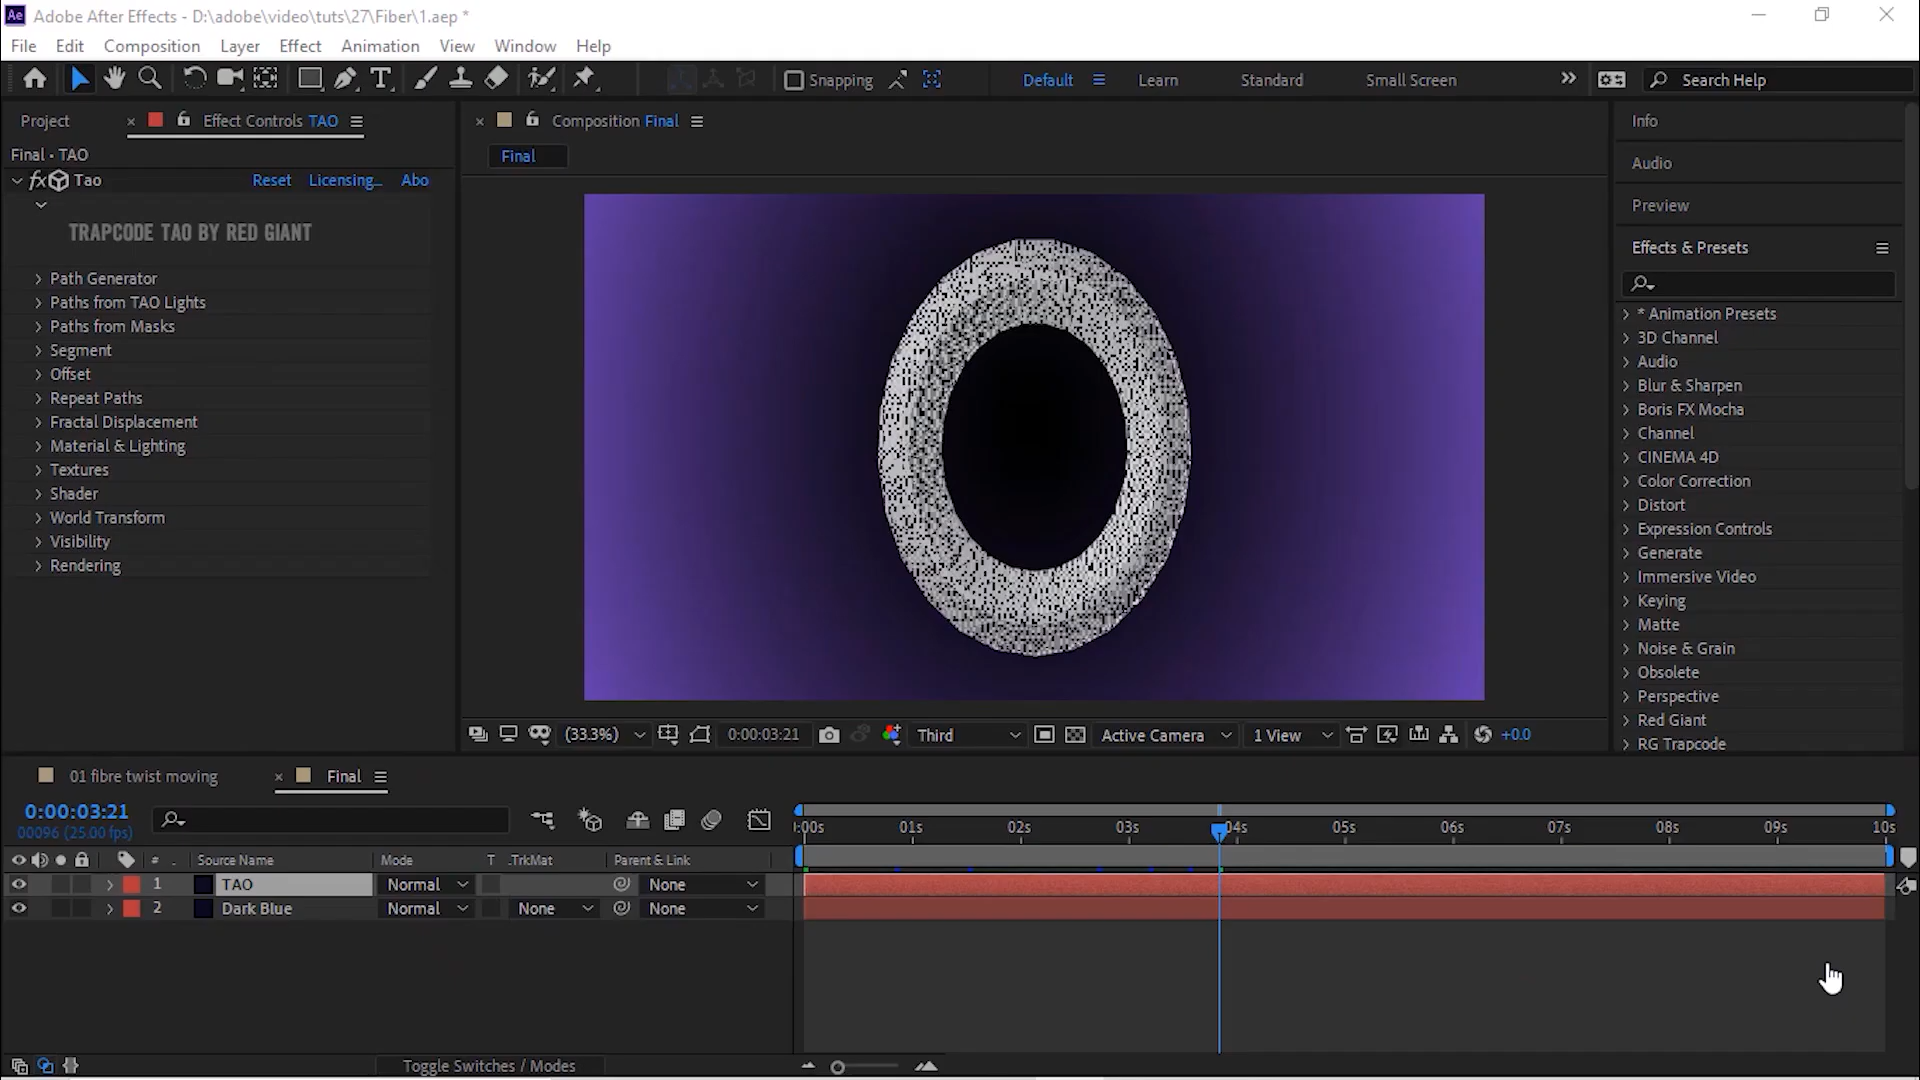 Ae Adobe After Effects - D:\adobe\video\tuts\27\Fiber\1.aep *
File Edit Composition Layer Effect Animation View Window Help
Snapping Default Learn Standard Small Screen Search Help
Project Effect Controls TAO
Final • TAO
fx Tao Reset Licensing... Abo
TRAPCODE TAO BY RED GIANT
Path Generator
Paths from TAO Lights
Paths from Masks
Segment
Offset
Repeat Paths
Fractal Displacement
Material & Lighting
Textures
Shader
World Transform
Visibility
Rendering
Composition Final
Final
(33.3%) 0:00:03:21 Third Active Camera 1 View +0.0
Info
Audio
Preview
Effects & Presets
* Animation Presets
3D Channel
Audio
Blur & Sharpen
Boris FX Mocha
Channel
CINEMA 4D
Color Correction
Distort
Expression Controls
Generate
Immersive Video
Keying
Matte
Noise & Grain
Obsolete
Perspective
Red Giant
RG Trapcode
01 fibre twist moving Final
0:00:03:21
00096 (25.00 fps)
:00s 01s 02s 03s 04s 05s 06s 07s 08s 09s 10s
# Source Name Mode T .TrkMat Parent & Link
1 TAO Normal None
2 Dark Blue Normal None None
Toggle Switches / Modes